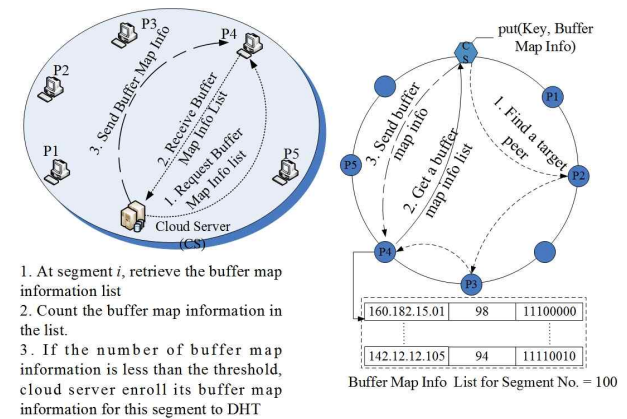 P3
P4
P2
P1
P5
3. Send Buffer Map Info
2. Receive Buffer
Map Info List
1. Request Buffer
Map Info list
Cloud Server
(CS)
1. At segment i, retrieve the buffer map
information list
2. Count the buffer map information in
the list.
3. If the number of buffer map
information is less than the threshold,
cloud server enroll its buffer map
information for this segment to DHT
put(Key, Buffer
Map Info)
C
S
P1
P2
P3
P4
P5
1. Find a target
peer
3. Send buffer
map info
2. Get a buffer
map info list
160.182.15.01 98 11100000
142.12.12.105 94 11110010
Buffer Map Info List for Segment No. = 100